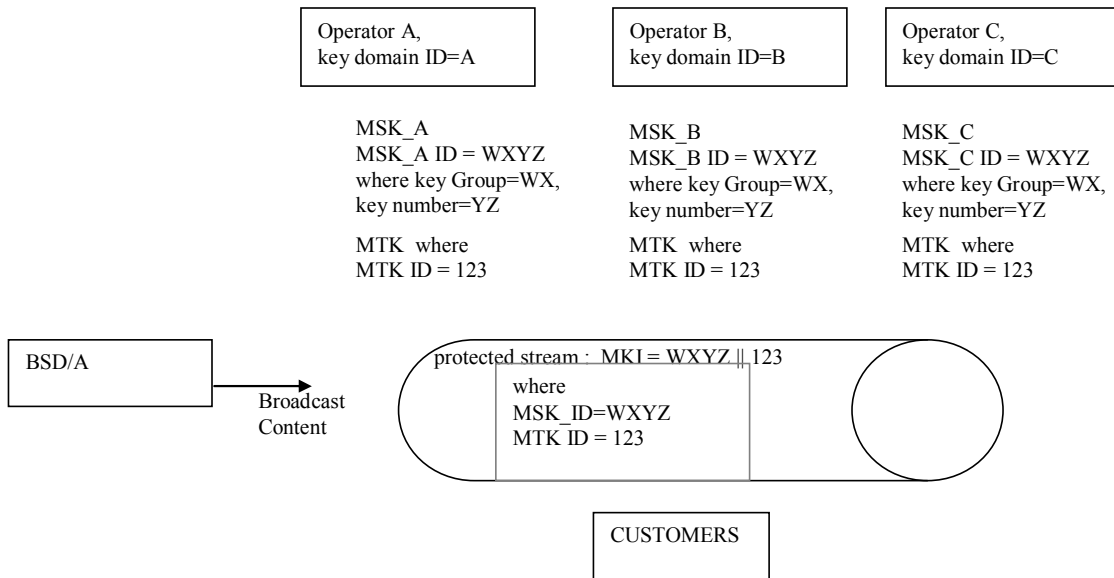 Operator A,
key domain ID=A
Operator B,
key domain ID=B
Operator C,
key domain ID=C
MSK_A
MSK_A ID = WXYZ
where key Group=WX,
key number=YZ
MTK where
MTK ID = 123
MSK_B
MSK_B ID = WXYZ
where key Group=WX,
key number=YZ
MTK where
MTK ID = 123
MSK_C
MSK_C ID = WXYZ
where key Group=WX,
key number=YZ
MTK where
MTK ID = 123
BSD/A
Broadcast
Content
protected stream : MKI = WXYZ || 123
where
MSK_ID=WXYZ
MTK ID = 123
CUSTOMERS